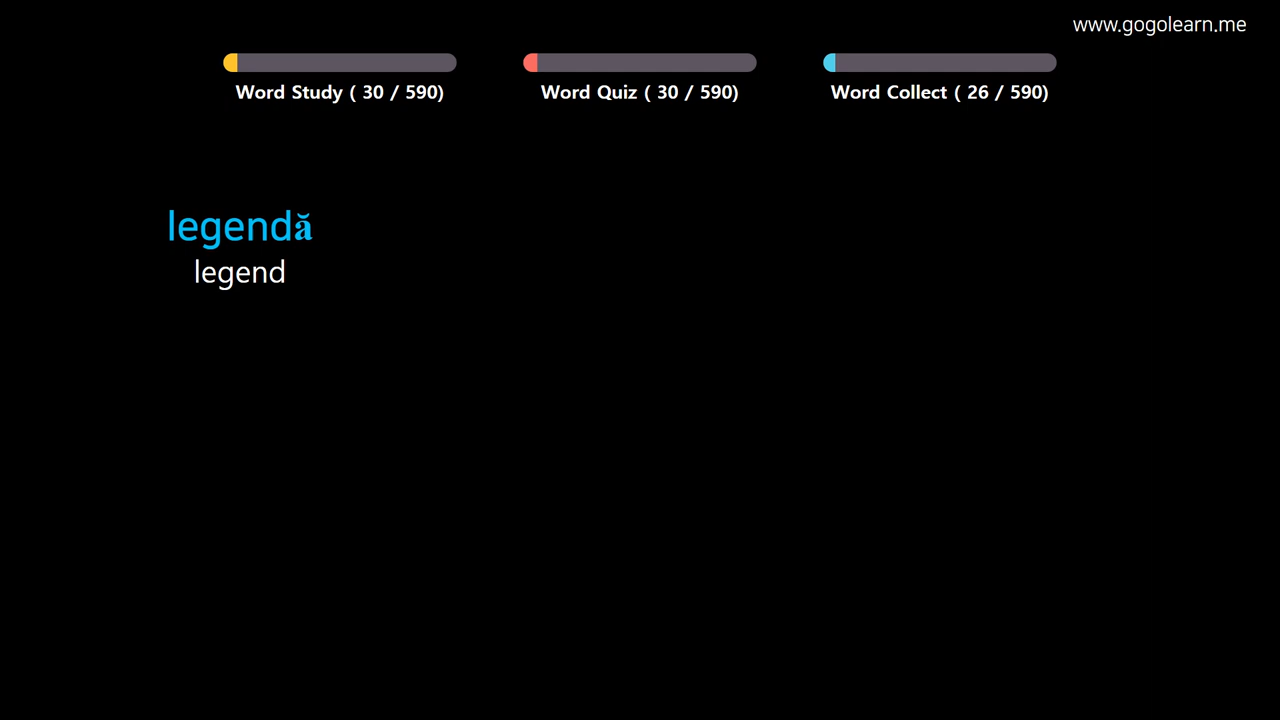 www.gogolearn.me
Word Study ( 30 / 590)
Word Quiz ( 30 / 590)
Word Collect ( 26 / 590)
legendă
legend